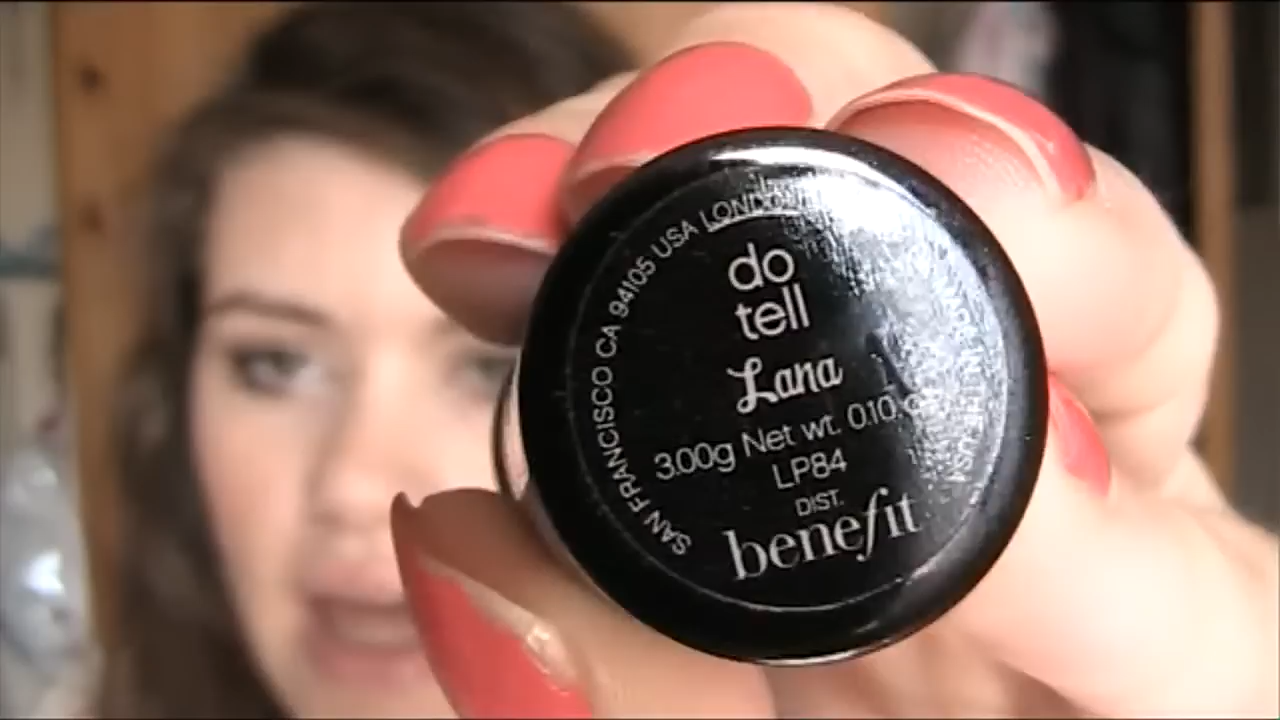 do
tell
Lana
3.00g Net wt. 0.10
LP84
DIST.
benefit
SAN FRANCISCO CA 94105 USA LONDON